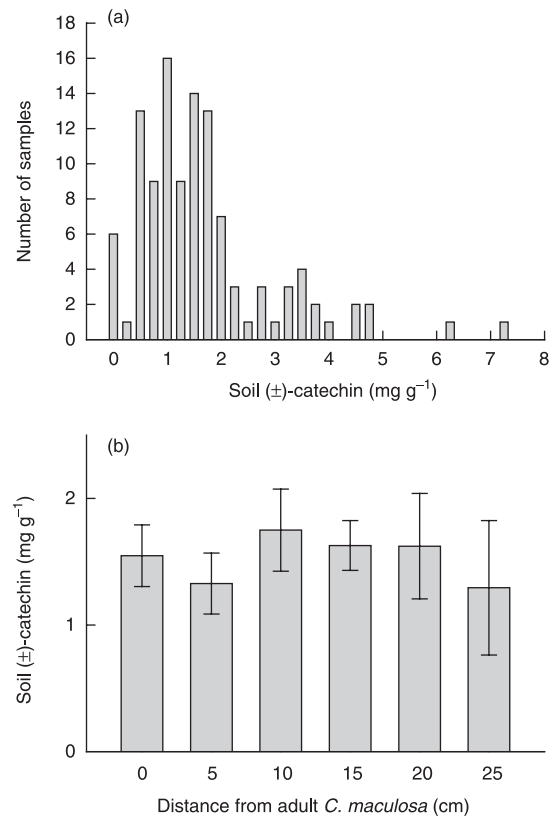 (a)
18
16
14
12
10
8
6
4
2
0
Number of samples
0 1 2 3 4 5 6 7 8
Soil (±)-catechin (mg g⁻¹)
(b)
2
1
0
Soil (±)-catechin (mg g⁻¹)
0 5 10 15 20 25
Distance from adult C. maculosa (cm)